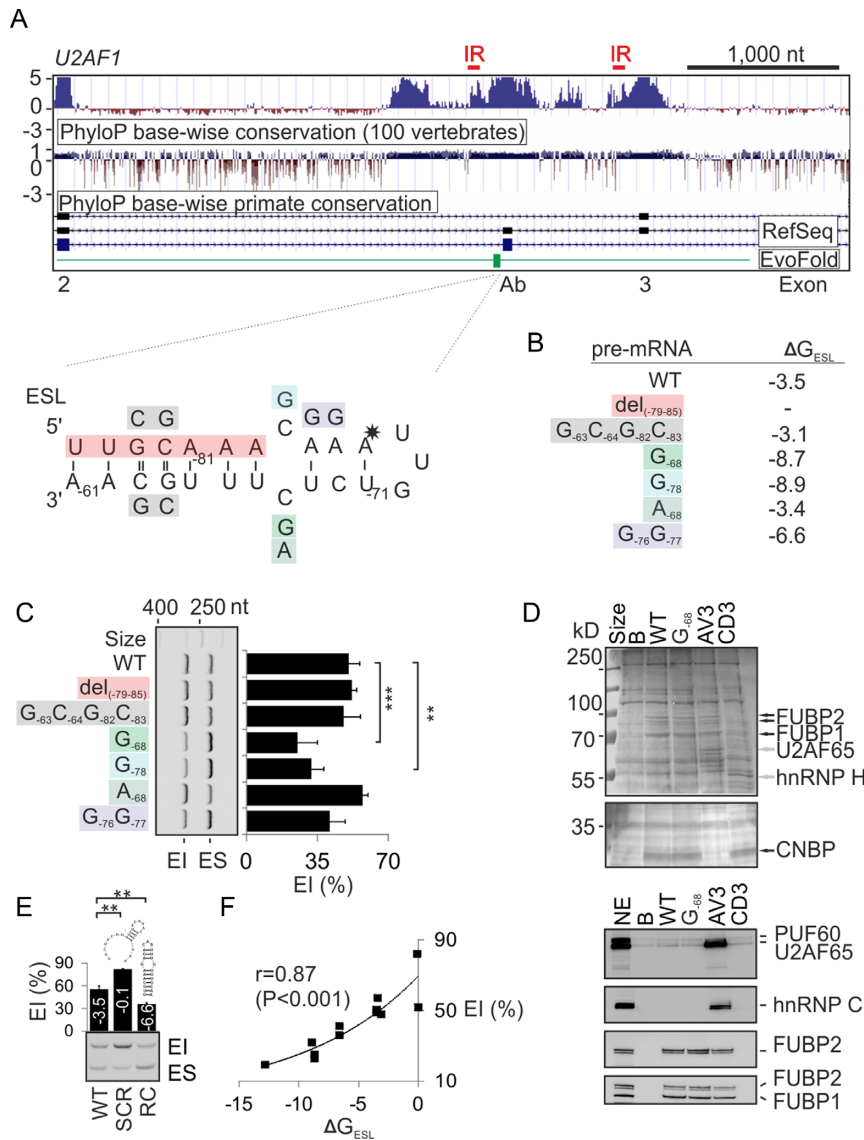 A
U2AF1
IR
IR
1,000 nt
5
0
-3
PhyloP base-wise conservation (100 vertebrates)
1
0
-3
PhyloP base-wise primate conservation
RefSeq
EvoFold
2
Ab
3
Exon
ESL
5'
3'
C G
U U G C A A A
-81
A-61 A C G U U U
G C
G
C
G G
A A A
U
U
G
U C U-71
C
G
A
B
pre-mRNA ΔG_ESL
WT -3.5
del(-79-85) -
G-63C-64G-82C-83 -3.1
G-68 -8.7
G-78 -8.9
A-68 -3.4
G-76G-77 -6.6
C
400 250 nt
Size
WT
del(-79-85)
G-63C-64G-82C-83
G-68
G-78
A-68
G-76G-77
EI ES
***
**
0 35 70
EI (%)
D
kD
Size
B
WT
G-68
AV3
CD3
250
100
70
55
35
FUBP2
FUBP1
U2AF65
hnRNP H
CNBP
NE
B
WT
G-68
AV3
CD3
PUF60
U2AF65
hnRNP C
FUBP2
FUBP2
FUBP1
E
**
**
EI (%)
90
60
30
0
-3.5
-0.1
-6.6
EI
ES
WT
SCR
RC
F
r=0.87
(P<0.001)
90
50
10
EI (%)
-15 -10 -5 0
ΔG_ESL